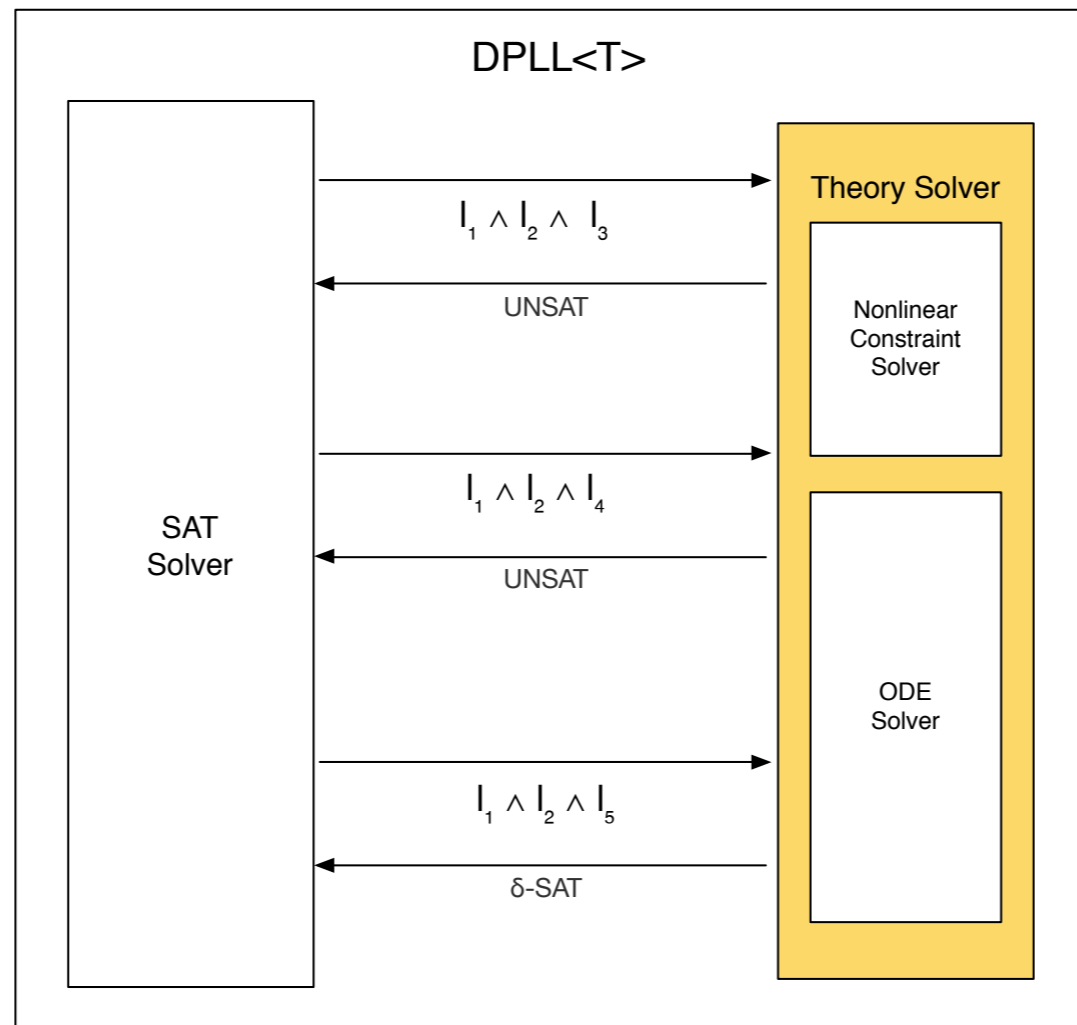 DPLL<T>
SAT
Solver
l₁ ∧ l₂ ∧ l₃
UNSAT
l₁ ∧ l₂ ∧ l₄
UNSAT
l₁ ∧ l₂ ∧ l₅
δ-SAT
Theory Solver
Nonlinear
Constraint
Solver
ODE
Solver